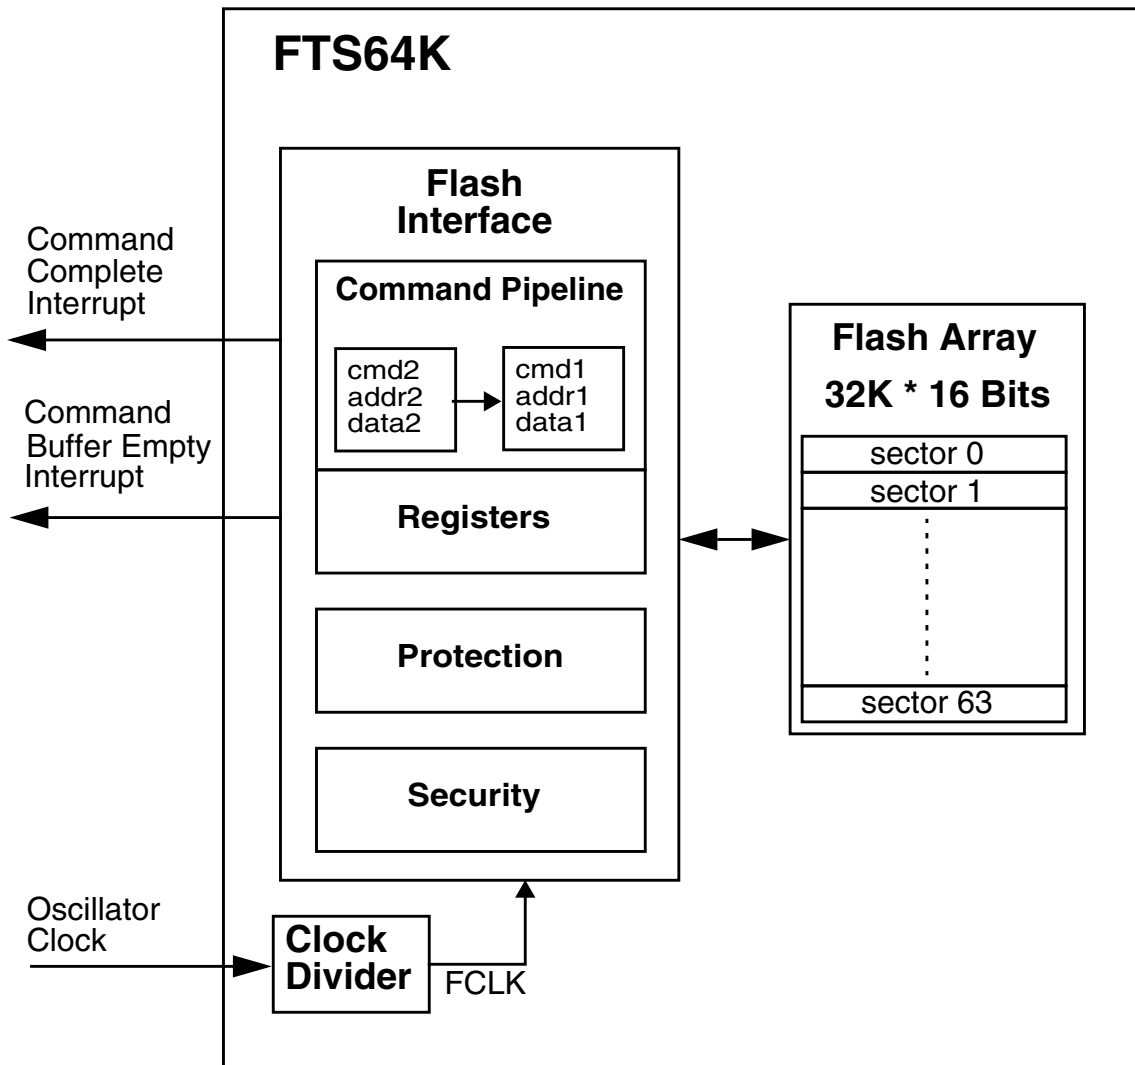 FTS64K
Flash
Interface
Command
Complete
Interrupt
Command Pipeline
cmd2
addr2
data2
cmd1
addr1
data1
Flash Array
32K * 16 Bits
sector 0
sector 1
sector 63
Command
Buffer Empty
Interrupt
Registers
Protection
Security
Oscillator
Clock
Clock
Divider
FCLK